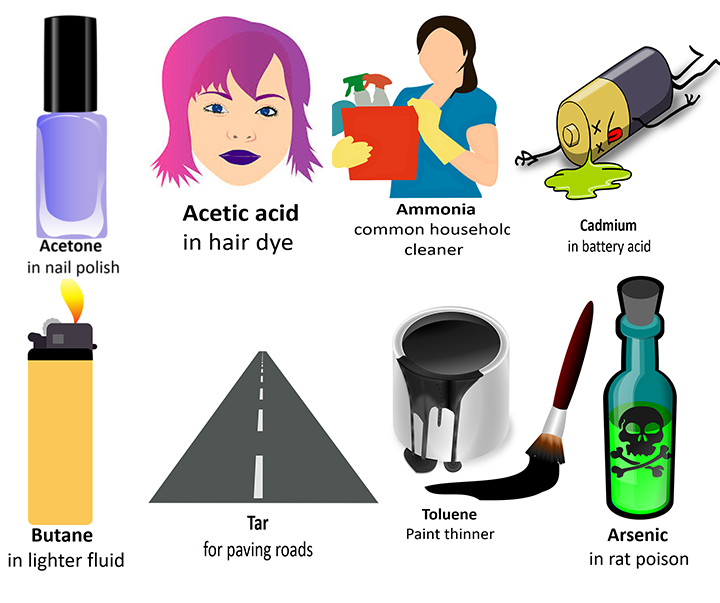 Acetone
in nail polish
Acetic acid
in hair dye
Ammonia
common househol
cleaner
Cadmium
in battery acid
Butane
in lighter fluid
Tar
for paving roads
Toluene
Paint thinner
Arsenic
in rat poison